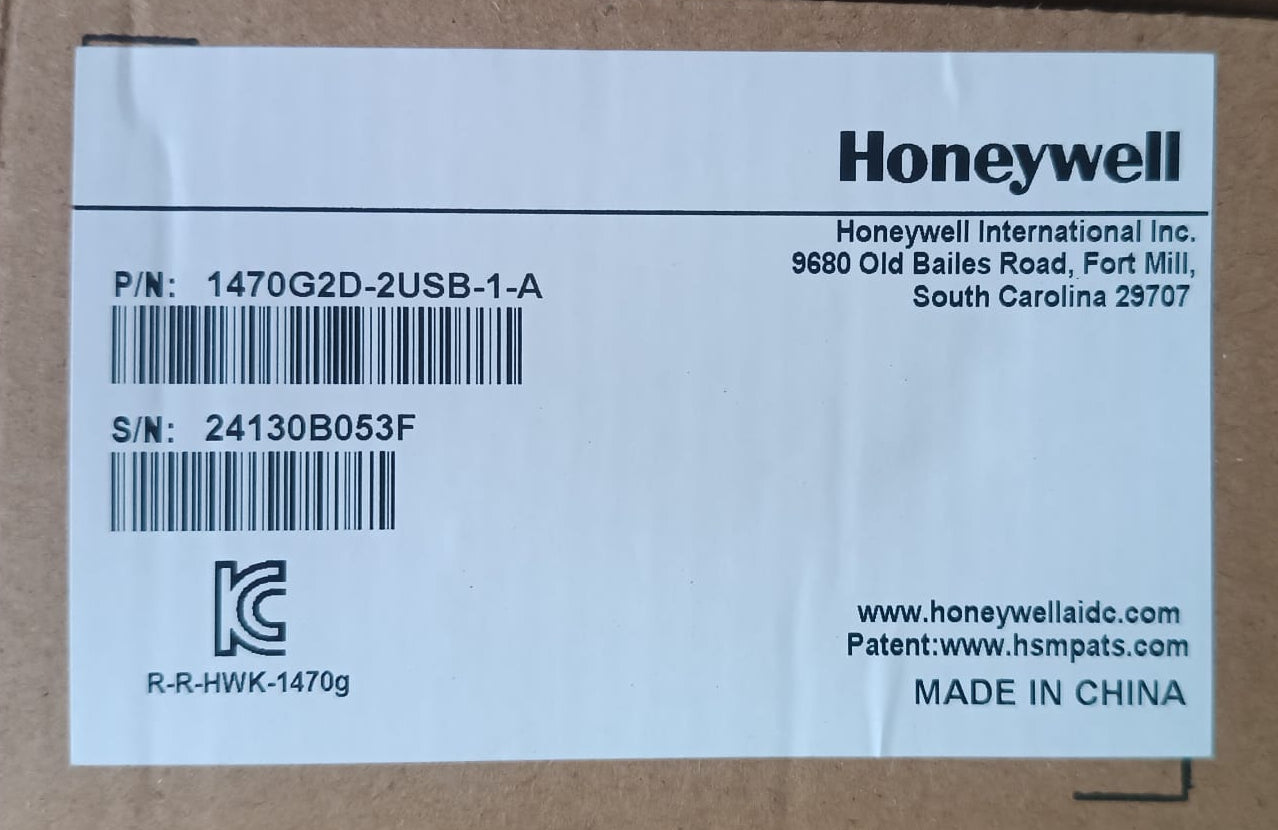 Honeywell
Honeywell International Inc.
9680 Old Bailes Road, Fort Mill,
South Carolina 29707
P/N: 1470G2D-2USB-1-A
S/N: 24130B053F
R-R-HWK-1470g
www.honeywellaidc.com
Patent:www.hsmpats.com
MADE IN CHINA